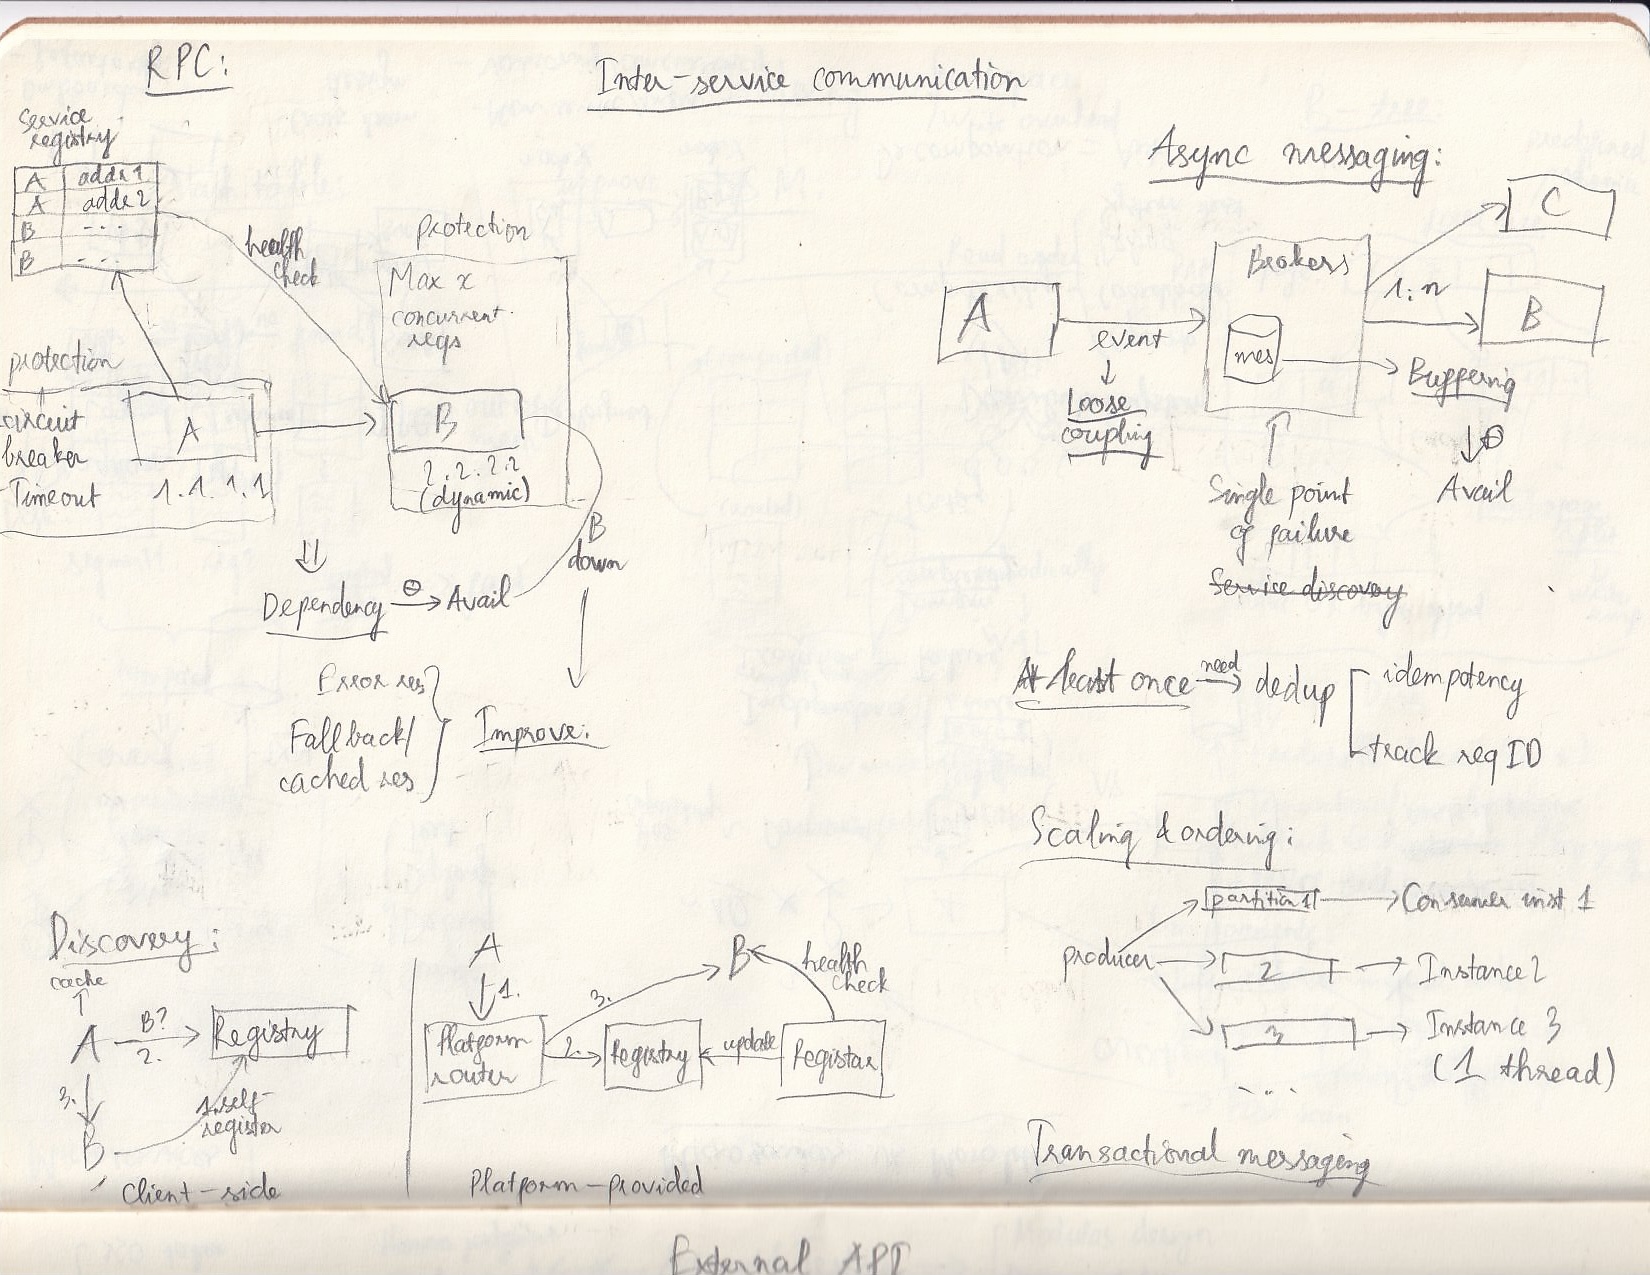 Inter-service communication
RPC:
service
registry
A addr 1
A addr 2
B ...
B ...
health
check
protection
Max x
concurrent
reqs
protection
circuit
breaker
- Timeout
A
1.1.1.1
B
2.2.2.2
(dynamic)
B
down
Dependency ⊖→ Avail
Error res
Fallback/
cached res
Improve:
Discovery:
cache
A B? Registry
2.
3.
1. self-
register
B
Client-side
A
1.
Platform
router
2.
3.
Registry
update
Registrar
B
health
check
Platform-provided
Async messaging:
A
event
Loose
coupling
Brokers
mes
1:n
C
B
Buffering
⊕
Avail
Single point
of failure
Service discovery
At least once need dedup
idempotency
track req ID
Scaling & ordering:
producer
partition 1 Consumer inst 1
2 Instance 2
3 Instance 3
(1 thread)
...
Transactional messaging
External API